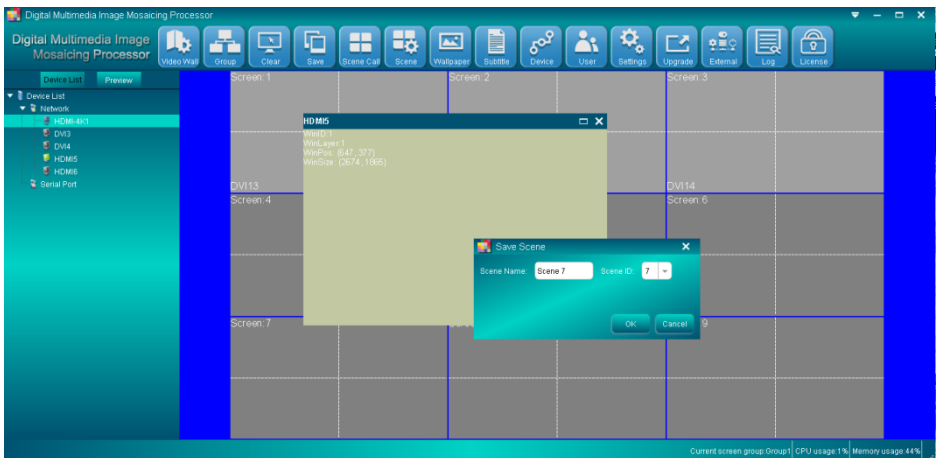 Digital Multimedia Image Mosaicing Processor
Digital Multimedia Image
Mosaicing Processor
Video Wall
Group
Clear
Save
Scene Call
Scene
Wallpaper
Subtitle
Device
User
Settings
Upgrade
External
Log
License
Device List
Preview
Device List
Network
HDMI-4K1
DVI3
DVI4
HDMI5
HDMI6
Serial Port
Screen: 1
Screen: 2
Screen: 3
HDMI5
WinID:1
WinLayer:1
WinPos: (647, 377)
WinSize: (2674, 1865)
DVI13
DVI14
Screen: 4
Screen: 6
Save Scene
Scene Name:
Scene 7
Scene ID:
7
OK
Cancel
Screen: 7
9
Current screen group:Group1
CPU usage:1%
Memory usage:44%